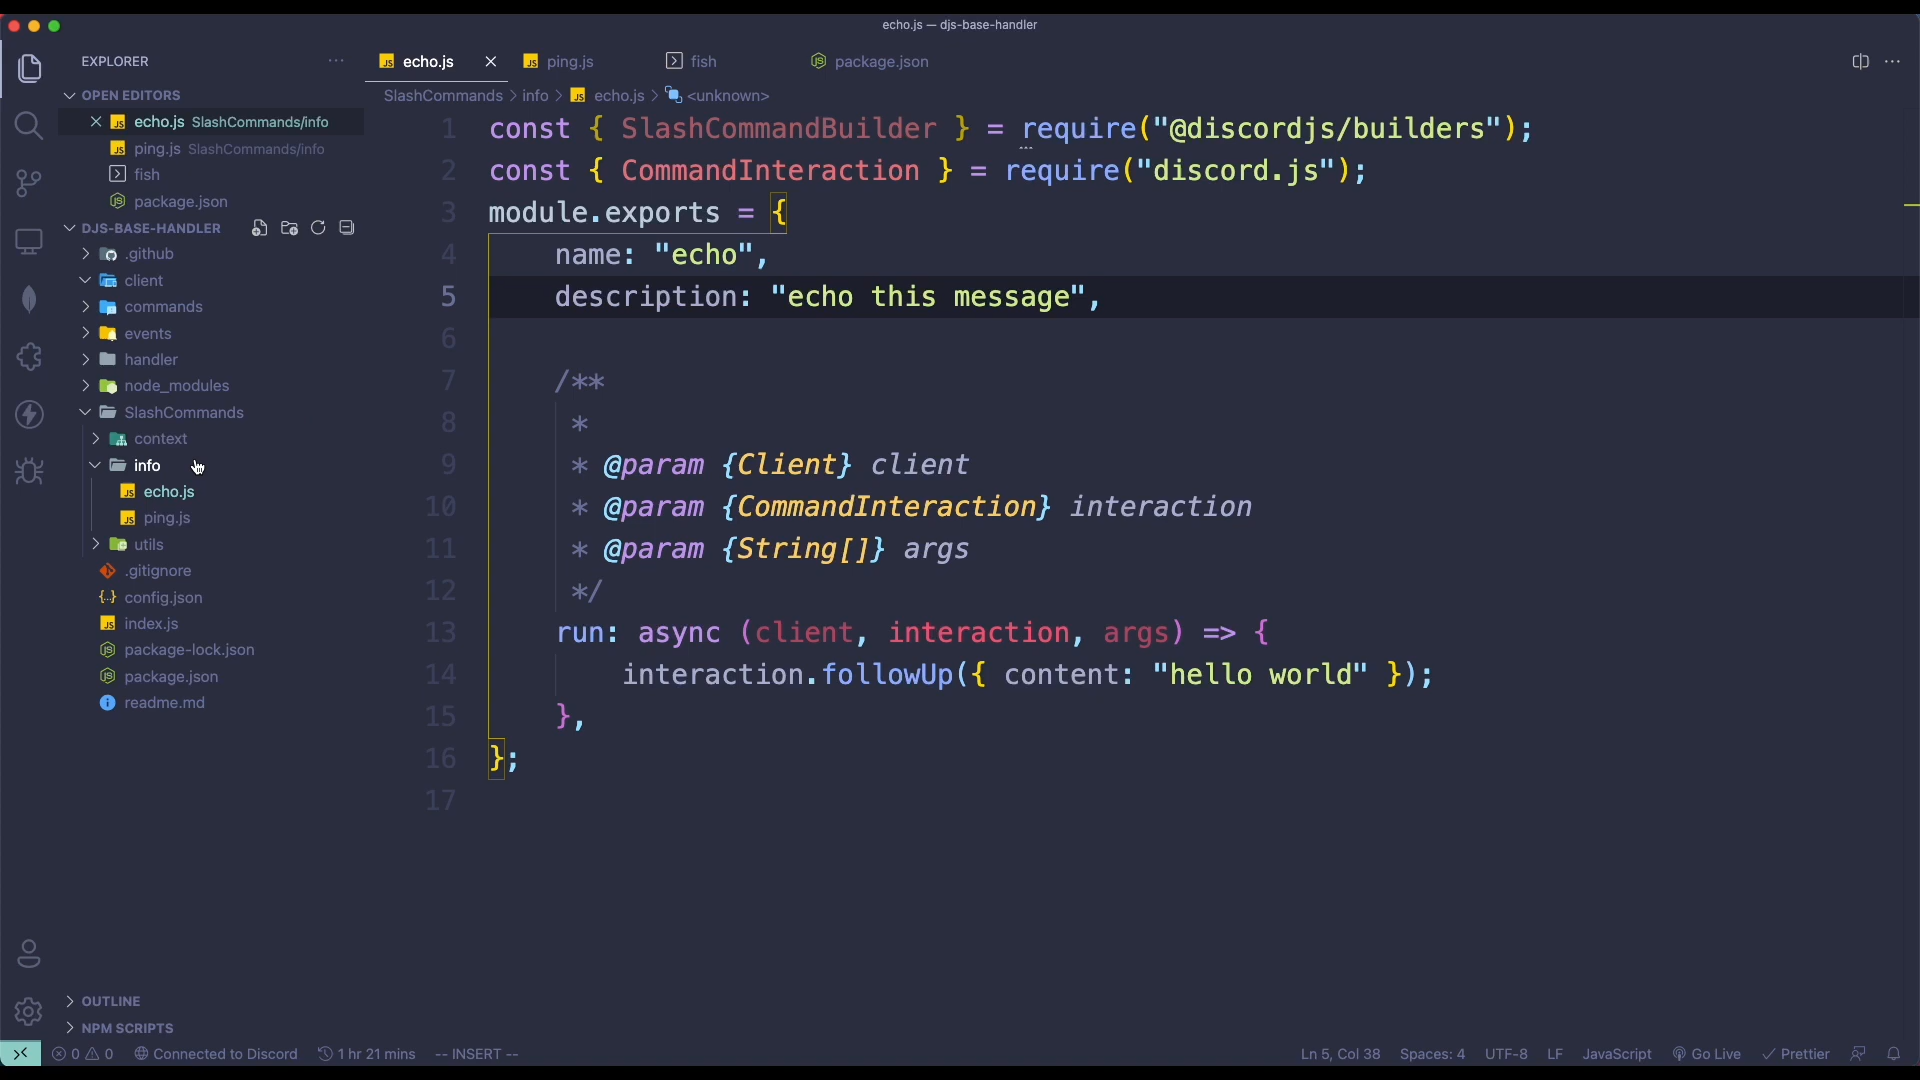 echo.js — djs-base-handler
EXPLORER
OPEN EDITORS
echo.js SlashCommands/info
ping.js SlashCommands/info
fish
package.json
DJS-BASE-HANDLER
.github
client
commands
events
handler
node_modules
SlashCommands
context
info
echo.js
ping.js
utils
.gitignore
config.json
index.js
package-lock.json
package.json
readme.md
OUTLINE
NPM SCRIPTS
echo.js ping.js fish package.json
SlashCommands > info > echo.js > <unknown>
1 const { SlashCommandBuilder } = require("@discordjs/builders");
2 const { CommandInteraction } = require("discord.js");
3 module.exports = {
4 name: "echo",
5 description: "echo this message",
6
7 /**
8 *
9 * @param {Client} client
10 * @param {CommandInteraction} interaction
11 * @param {String[]} args
12 */
13 run: async (client, interaction, args) => {
14 interaction.followUp({ content: "hello world" });
15 },
16 };
17
0 0 Connected to Discord 1 hr 21 mins -- INSERT -- Ln 5, Col 38 Spaces: 4 UTF-8 LF JavaScript Go Live Prettier